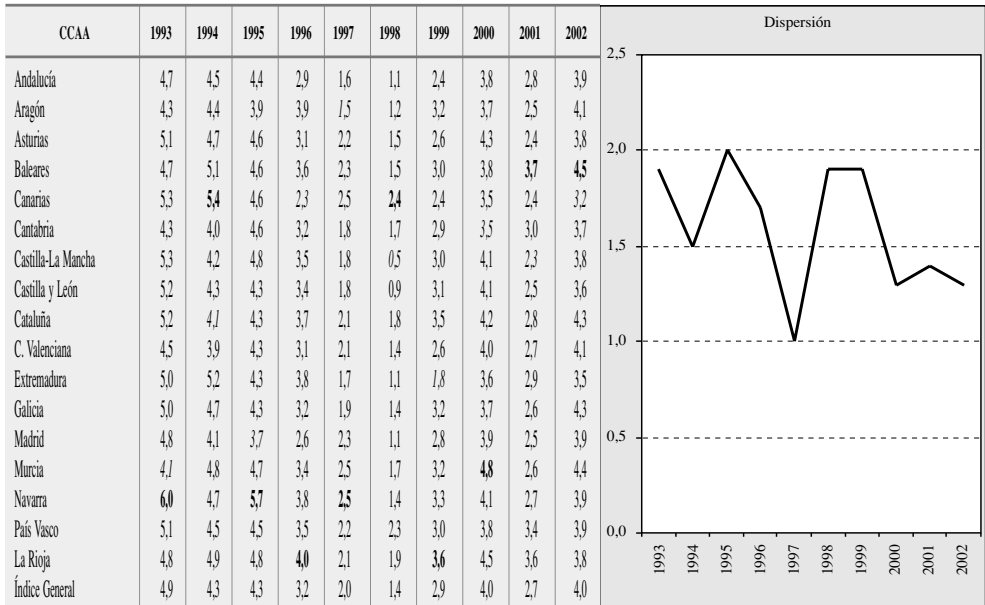 CCAA 1993 1994 1995 1996 1997 1998 1999 2000 2001 2002
Andalucía 4,7 4,5 4,4 2,9 1,6 1,1 2,4 3,8 2,8 3,9
Aragón 4,3 4,4 3,9 3,9 1,5 1,2 3,2 3,7 2,5 4,1
Asturias 5,1 4,7 4,6 3,1 2,2 1,5 2,6 4,3 2,4 3,8
Baleares 4,7 5,1 4,6 3,6 2,3 1,5 3,0 3,8 3,7 4,5
Canarias 5,3 5,4 4,6 2,3 2,5 2,4 2,4 3,5 2,4 3,2
Cantabria 4,3 4,0 4,6 3,2 1,8 1,7 2,9 3,5 3,0 3,7
Castilla-La Mancha 5,3 4,2 4,8 3,5 1,8 0,5 3,0 4,1 2,3 3,8
Castilla y León 5,2 4,3 4,3 3,4 1,8 0,9 3,1 4,1 2,5 3,6
Cataluña 5,2 4,1 4,3 3,7 2,1 1,8 3,5 4,2 2,8 4,3
C. Valenciana 4,5 3,9 4,3 3,1 2,1 1,4 2,6 4,0 2,7 4,1
Extremadura 5,0 5,2 4,3 3,8 1,7 1,1 1,8 3,6 2,9 3,5
Galicia 5,0 4,7 4,3 3,2 1,9 1,4 3,2 3,7 2,6 4,3
Madrid 4,8 4,1 3,7 2,6 2,3 1,1 2,8 3,9 2,5 3,9
Murcia 4,1 4,8 4,7 3,4 2,5 1,7 3,2 4,8 2,6 4,4
Navarra 6,0 4,7 5,7 3,8 2,5 1,4 3,3 4,1 2,7 3,9
País Vasco 5,1 4,5 4,5 3,5 2,2 2,3 3,0 3,8 3,4 3,9
La Rioja 4,8 4,9 4,8 4,0 2,1 1,9 3,6 4,5 3,6 3,8
Índice General 4,9 4,3 4,3 3,2 2,0 1,4 2,9 4,0 2,7 4,0
Dispersión
2,5
2,0
1,5
1,0
0,5
0,0
1993 1994 1995 1996 1997 1998 1999 2000 2001 2002